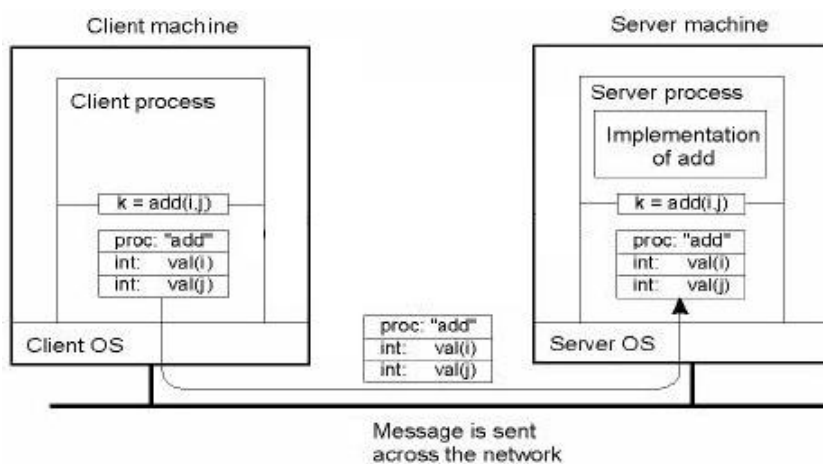 Client machine
Server machine
Client process
Server process
Implementation
of add
k = add(i,j)
k = add(i,j)
proc: "add"
int: val(i)
int: val(j)
proc: "add"
int: val(i)
int: val(j)
proc: "add"
int: val(i)
int: val(j)
Client OS
Server OS
Message is sent
across the network